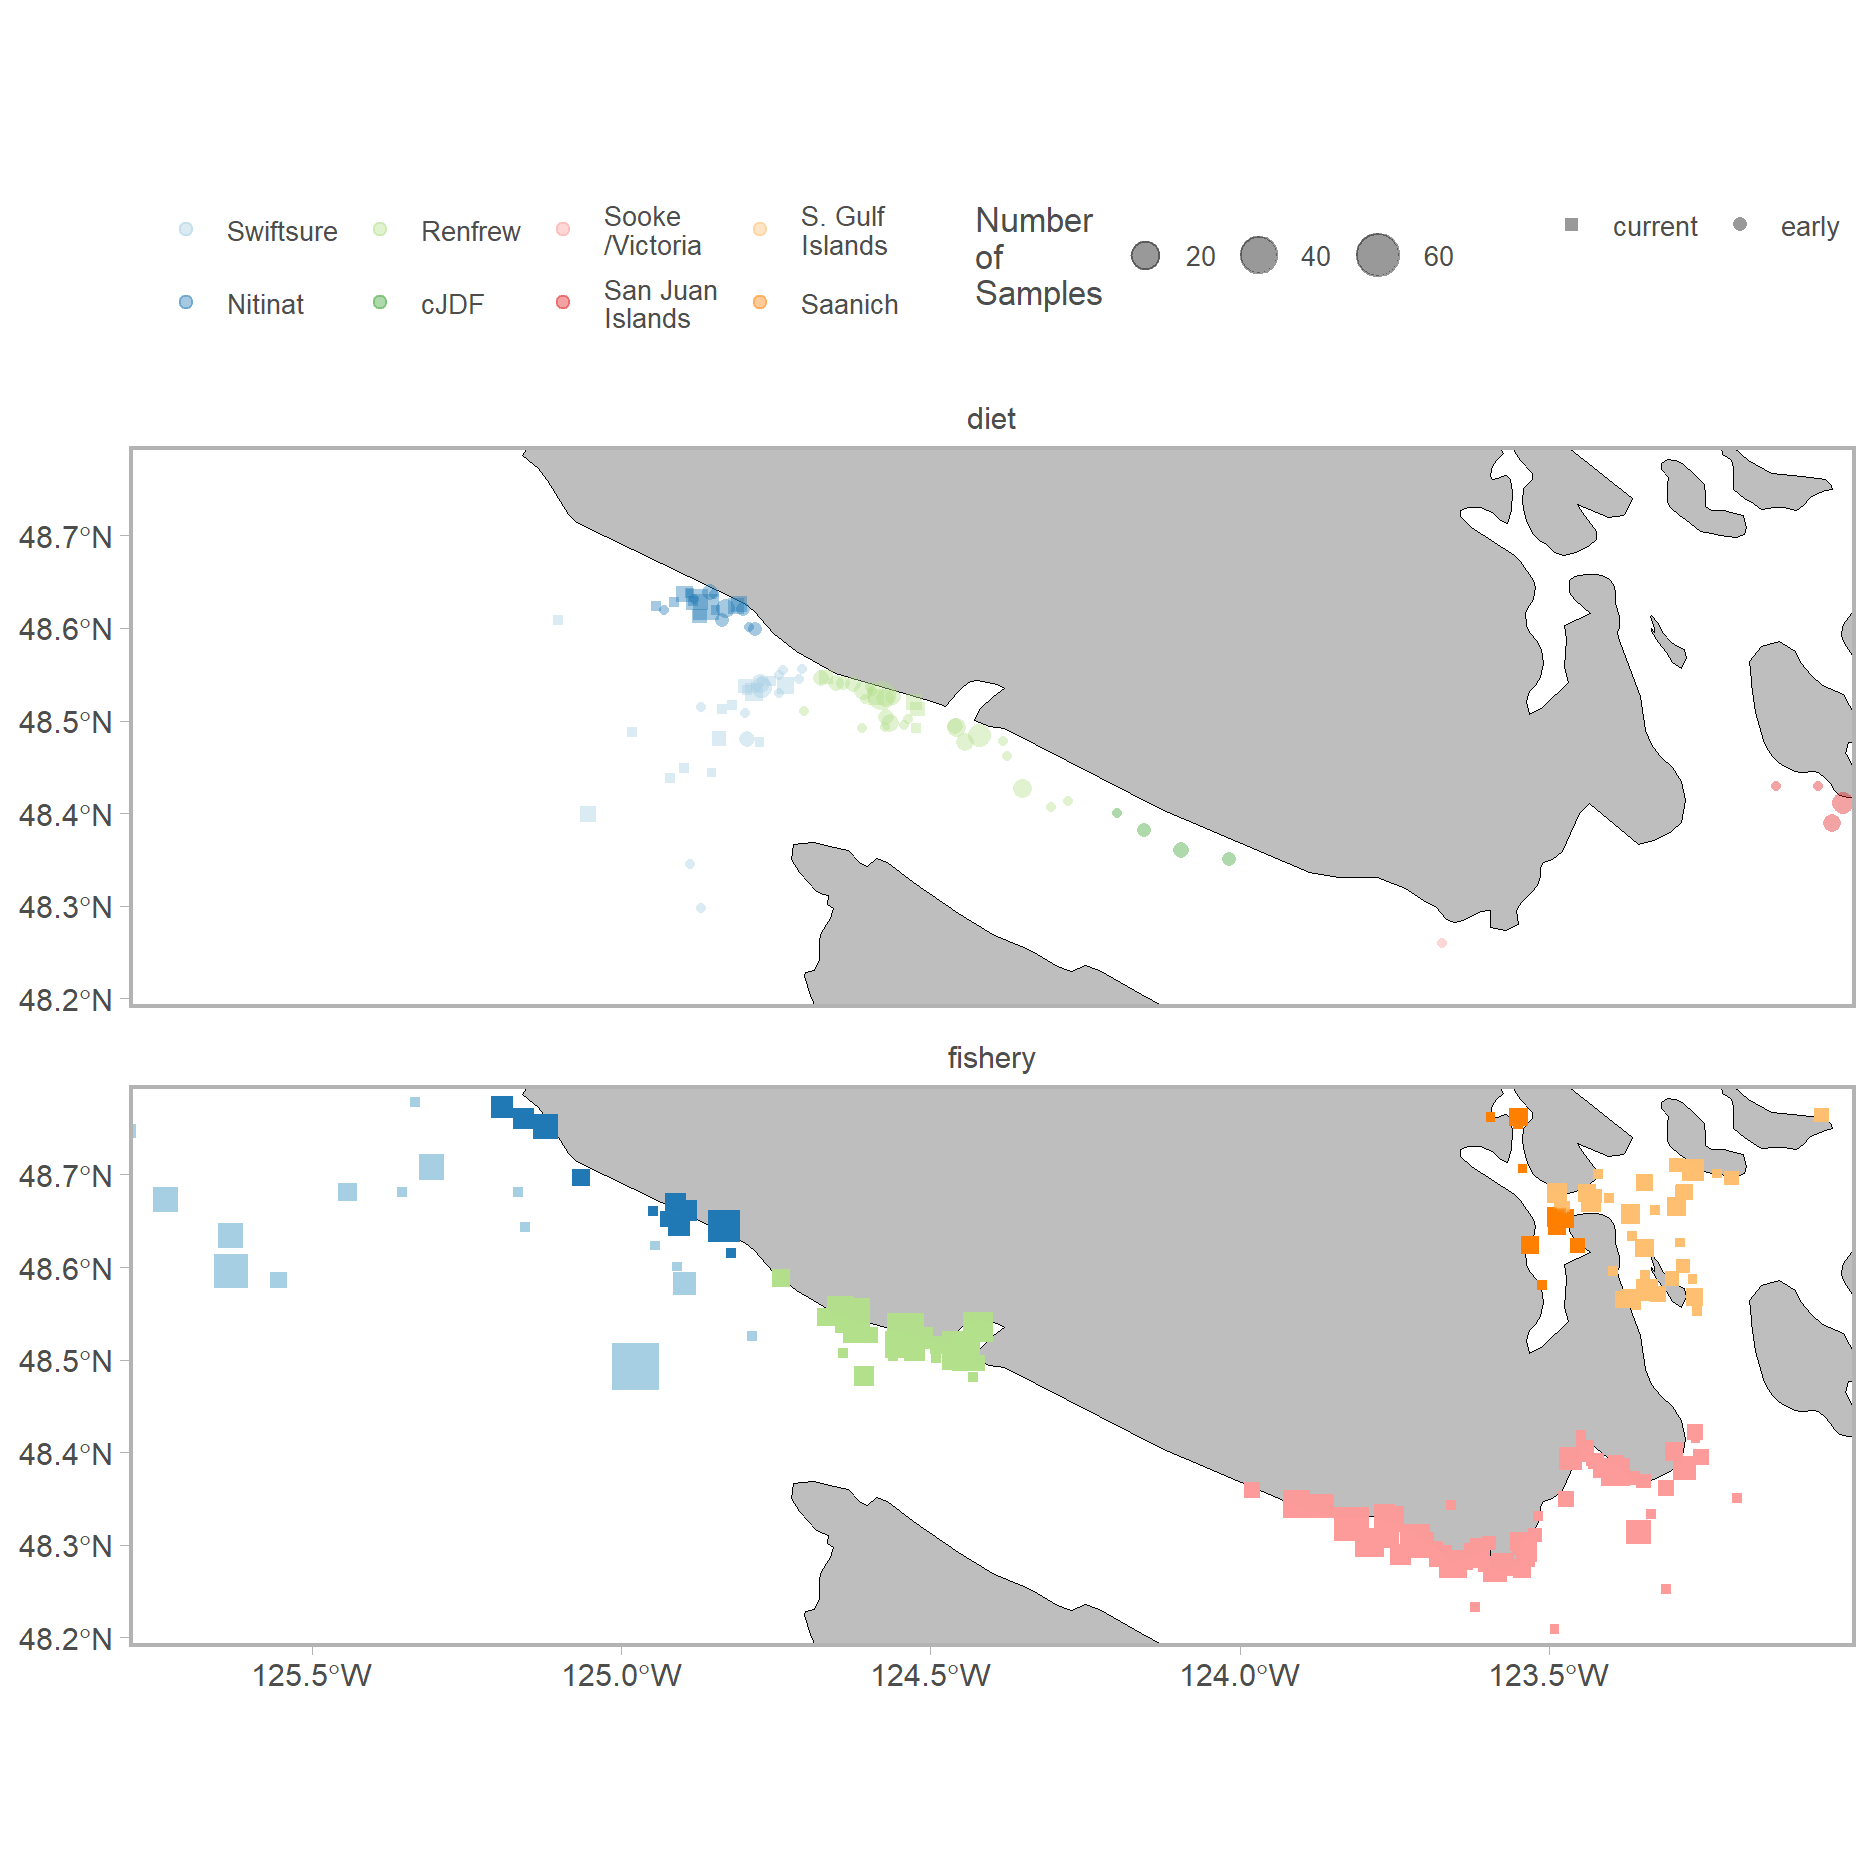 Swiftsure
Renfrew
Sooke
/Victoria
S. Gulf
Islands
Nitinat
cJDF
San Juan
Islands
Saanich
Number
of
Samples
20
40
60
current
early
diet
48.7°N
48.6°N
48.5°N
48.4°N
48.3°N
48.2°N
fishery
48.7°N
48.6°N
48.5°N
48.4°N
48.3°N
48.2°N
125.5°W
125.0°W
124.5°W
124.0°W
123.5°W